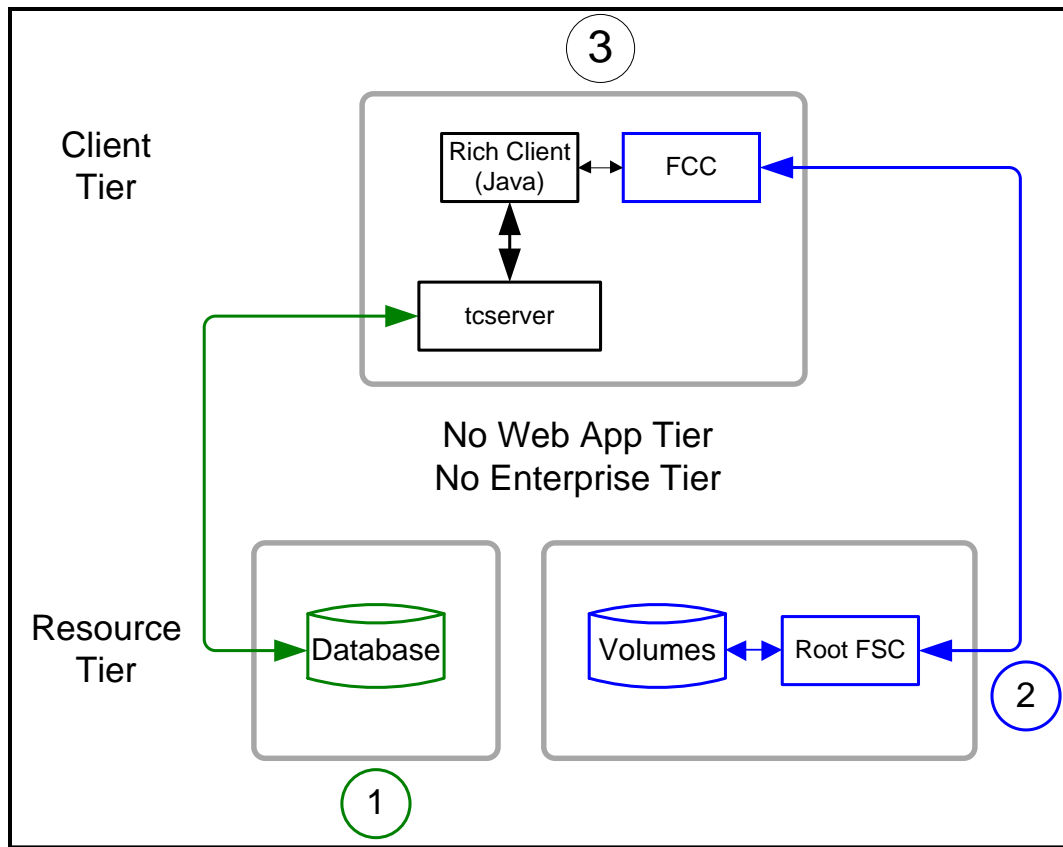 3
Client
Tier
Rich Client
(Java)
FCC
tcserver
No Web App Tier
No Enterprise Tier
Resource
Tier
Database
Volumes
Root FSC
2
1